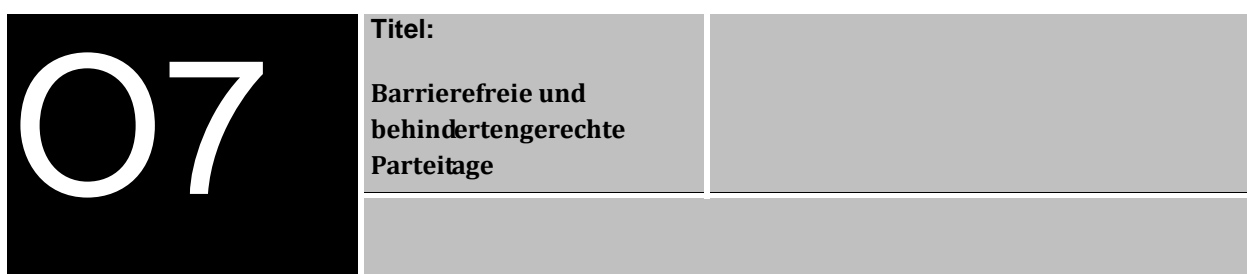 O7
Titel:
Barrierefreie und
behindertengerechte
Parteitage